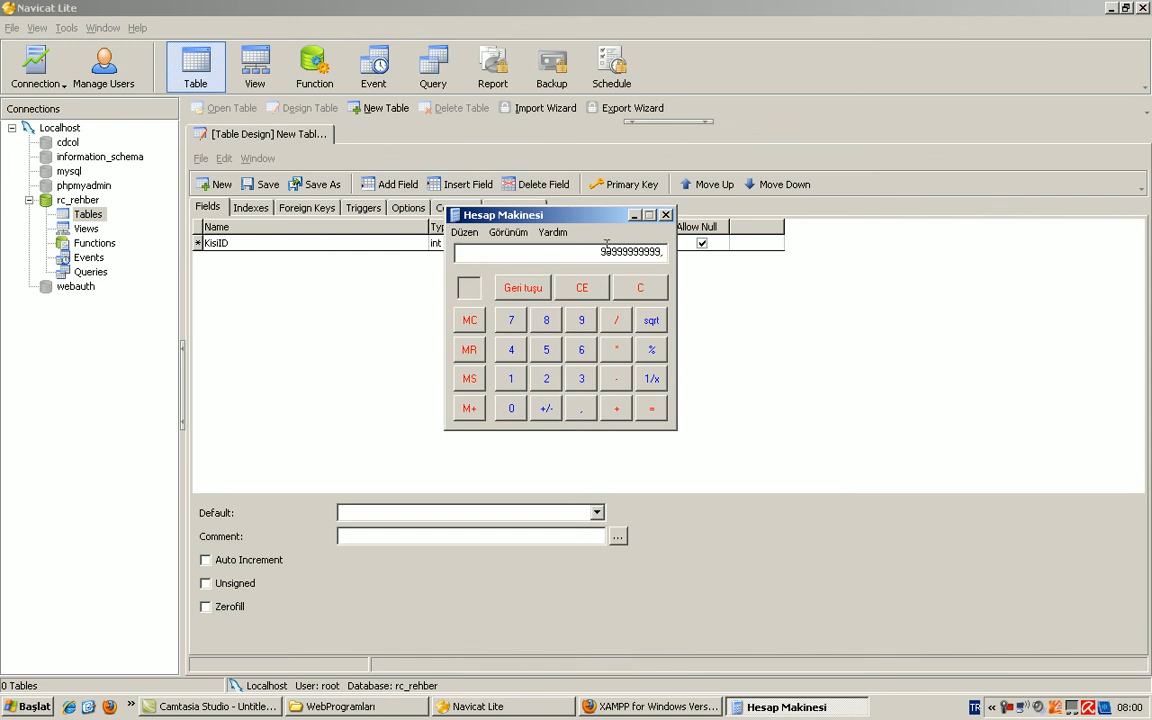 Navicat Lite
File View Tools Window Help
Connection Manage Users Table View Function Event Query Report Backup Schedule
Connections
Open Table Design Table New Table Delete Table Import Wizard Export Wizard
Localhost
cdcol
information_schema
mysql
phpmyadmin
rc_rehber
Tables
Views
Functions
Events
Queries
webauth
[Table Design] New Tabl...
File Edit Window
New Save Save As Add Field Insert Field Delete Field Primary Key Move Up Move Down
Fields Indexes Foreign Keys Triggers Options
Name Allow Null
KisiID int
Hesap Makinesi
Düzen Görünüm Yardım
99999999999,
Geri tuşu CE C
MC 7 8 9 / sqrt
MR 4 5 6 * %
MS 1 2 3 - 1/x
M+ 0 +/- , + =
Default:
Comment: ...
Auto Increment
Unsigned
Zerofill
0 Tables Localhost User: root Database: rc_rehber
Başlat » Camtasia Studio - Untitle... WebProgramları Navicat Lite XAMPP for Windows Vers... Hesap Makinesi TR « 08:00